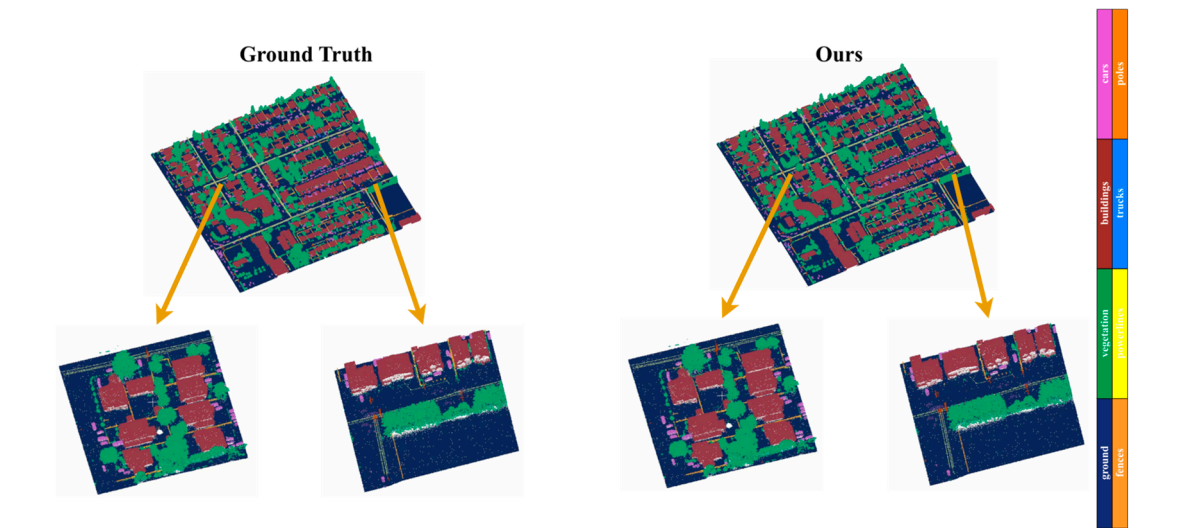 Ground Truth
Ours
cars
poles
buildings
trucks
vegetation
powerlines
ground
fences